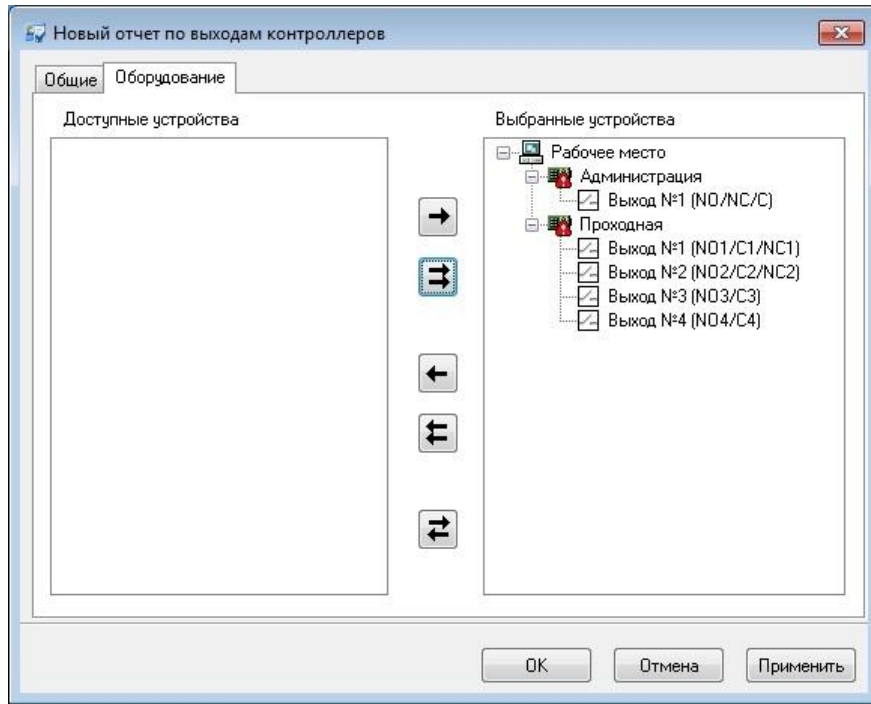 Новый отчет по выходам контроллеров
Общие
Оборудование
Доступные устройства
Выбранные устройства
Рабочее место
Администрация
Выход №1 (NO/NC/C)
Проходная
Выход №1 (NO1/C1/NC1)
Выход №2 (NO2/C2/NC2)
Выход №3 (NO3/C3)
Выход №4 (NO4/C4)
OK
Отмена
Применить